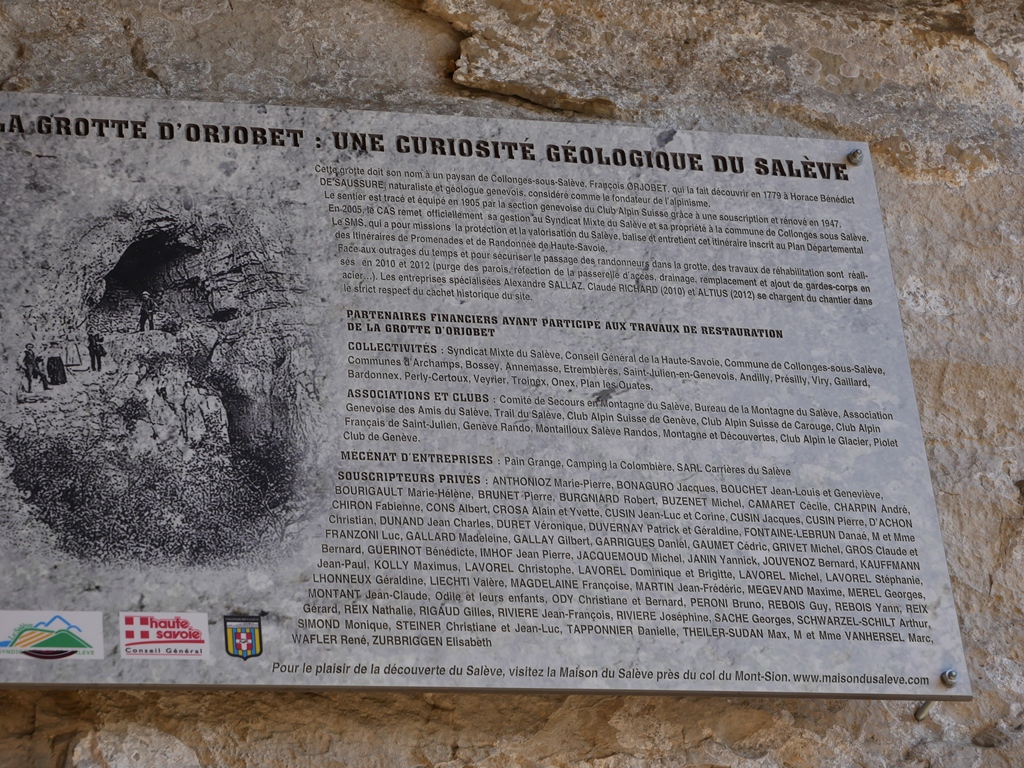 LA GROTTE D'ORJOBET : UNE CURIOSITÉ GÉOLOGIQUE DU SALÈVE
Cette grotte doit son nom à un paysan de Collonges-sous-Salève, François ORJOBET, qui la fait découvrir en 1779 à Horace Bénédict
DE SAUSSURE, naturaliste et géologue genevois, considéré comme le fondateur de l'alpinisme.
Le sentier est tracé et équipé en 1905 par la section genevoise du Club Alpin Suisse grâce à une souscription et rénové en 1947.
En 2005, le CAS remet officiellement sa gestion au Syndicat Mixte du Salève et sa propriété à la commune de Collonges sous Salève.
Le SMS, qui a pour missions la protection et la valorisation du Salève, balise et entretient cet itinéraire inscrit au Plan Départemental
des Itinéraires de Promenades et de Randonnée de Haute-Savoie.
Face aux outrages du temps et pour sécuriser le passage des randonneurs dans la grotte, des travaux de réhabilitation sont réali-
sés en 2010 et 2012 (purge des parois, réfection de la passerelle d'accès, drainage, remplacement et ajout de gardes-corps en
acier...). Les entreprises spécialisées Alexandre SALLAZ, Claude RICHARD (2010) et ALTIUS (2012) se chargent du chantier dans
le strict respect du cachet historique du site.
PARTENAIRES FINANCIERS AYANT PARTICIPE AUX TRAVAUX DE RESTAURATION
DE LA GROTTE D'ORJOBET
COLLECTIVITÉS : Syndicat Mixte du Salève, Conseil Général de la Haute-Savoie, Commune de Collonges-sous-Salève,
Communes d'Archamps, Bossey, Annemasse, Etrembières, Saint-Julien-en-Genevois, Andilly, Présilly, Viry, Gaillard,
Bardonnex, Perly-Certoux, Veyrier, Troinex, Onex, Plan les Ouates,
ASSOCIATIONS ET CLUBS : Comité de Secours en Montagne du Salève, Bureau de la Montagne du Salève, Association
Genevoise des Amis du Salève, Trail du Salève, Club Alpin Suisse de Genève, Club Alpin Suisse de Carouge, Club Alpin
Français de Saint-Julien, Genève Rando, Montailloux Salève Randos, Montagne et Découvertes, Club Alpin le Glacier, Piolet
Club de Genève.
MÉCÉNAT D'ENTREPRISES : Pain Grange, Camping la Colombière, SARL Carrières du Salève
SOUSCRIPTEURS PRIVÉS : ANTHONIOZ Marie-Pierre, BONAGURO Jacques, BOUCHET Jean-Louis et Geneviève,
BOURIGAULT Marie-Hélène, BRUNET Pierre, BURGNIARD Robert, BUZENET Michel, CAMARET Cécile, CHARPIN André,
CHIRON Fabienne, CONS Albert, CROSA Alain et Yvette, CUSIN Jean-Luc et Corine, CUSIN Jacques, CUSIN Pierre, D'ACHON
Christian, DUNAND Jean Charles, DURET Véronique, DUVERNAY Patrick et Géraldine, FONTAINE-LEBRUN Danaé, M et Mme
FRANZONI Luc, GALLARD Madeleine, GALLAY Gilbert, GARRIGUES Daniel, GAUMET Cédric, GRIVET Michel, GROS Claude et
Bernard, GUERINOT Bénédicte, IMHOF Jean Pierre, JACQUEMOUD Michel, JANIN Yannick, JOUVENOZ Bernard, KAUFFMANN
Jean-Paul, KOLLY Maximus, LAVOREL Christophe, LAVOREL Dominique et Brigitte, LAVOREL Michel, LAVOREL Stéphanie,
LHONNEUX Géraldine, LIECHTI Valère, MAGDELAINE Françoise, MARTIN Jean-Frédéric, MEGEVAND Maxime, MEREL Georges,
MONTANT Jean-Claude, Odile et leurs enfants, ODY Christiane et Bernard, PERONI Bruno, REBOIS Guy, REBOIS Yann, REIX
Gérard, REIX Nathalie, RIGAUD Gilles, RIVIERE Jean-François, RIVIERE Joséphine, SACHE Georges, SCHWARZEL-SCHILT Arthur,
SIMOND Monique, STEINER Christiane et Jean-Luc, TAPPONNIER Danielle, THEILER-SUDAN Max, M et Mme VANHERSEL Marc,
WAFLER René, ZURBRIGGEN Elisabèth
haute
savoie
Conseil Général
Pour le plaisir de la découverte du Salève, visitez la Maison du Salève près du col du Mont-Sion. www.maisondusaleve.com